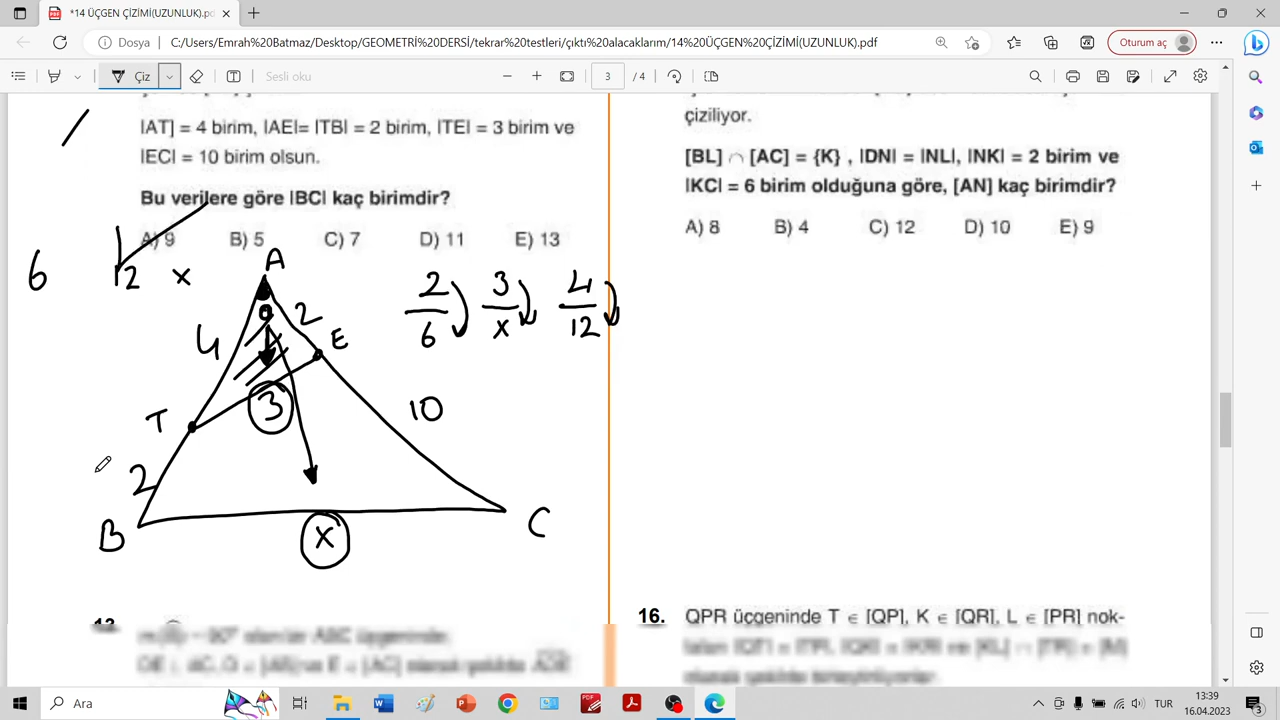 *14 ÜÇGEN ÇİZİMİ(UZUNLUK).pdf
Dosya
C:/Users/Emrah%20Batmaz/Desktop/GEOMETRİ%20DERSİ/tekrar%20testleri/çıktı%20alacaklarım/14%20ÜÇGEN%20ÇİZİMİ(UZUNLUK).pdf
Oturum aç
Çiz
Sesli oku
3 / 4
|AT] = 4 birim, |AE|= |TB| = 2 birim, |TE| = 3 birim ve
|EC| = 10 birim olsun.
Bu verilere göre |BC| kaç birimdir?
A) 9 B) 5 C) 7 D) 11 E) 13
6 12 x
A
4 2 E
2/6 3/x 4/12
T 3 10
2
B x C
çiziliyor.
[BL] ∩ [AC] = {K} , |DN| = |NL|, |NK| = 2 birim ve
|KC| = 6 birim olduğuna göre, [AN] kaç birimdir?
A) 8 B) 4 C) 12 D) 10 E) 9
16. QPR üçgeninde T ∈ [QP], K ∈ [QR], L ∈ [PR] nok-
Ara
TUR
13:39
16.04.2023
3